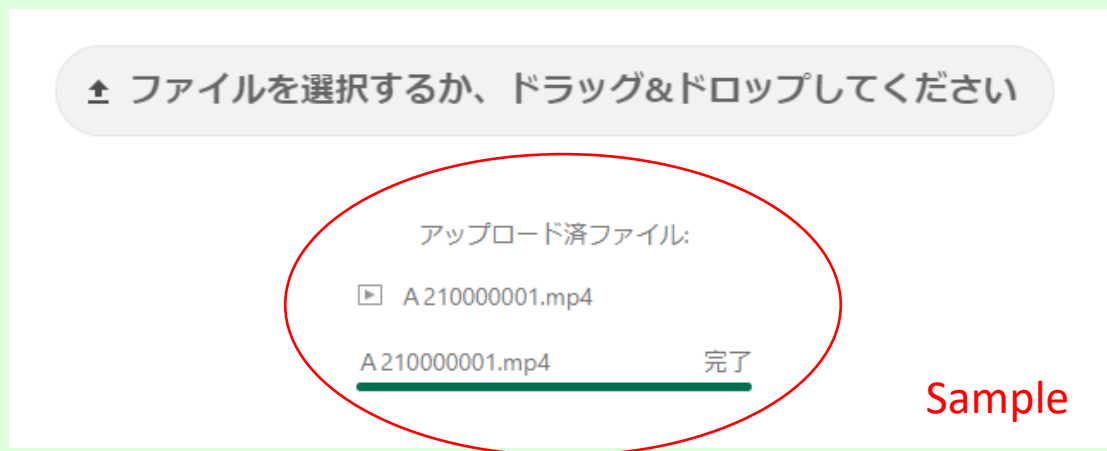 ファイルを選択するか、ドラッグ&ドロップしてください
アップロード済ファイル:
A210000001.mp4
A210000001.mp4 完了
Sample